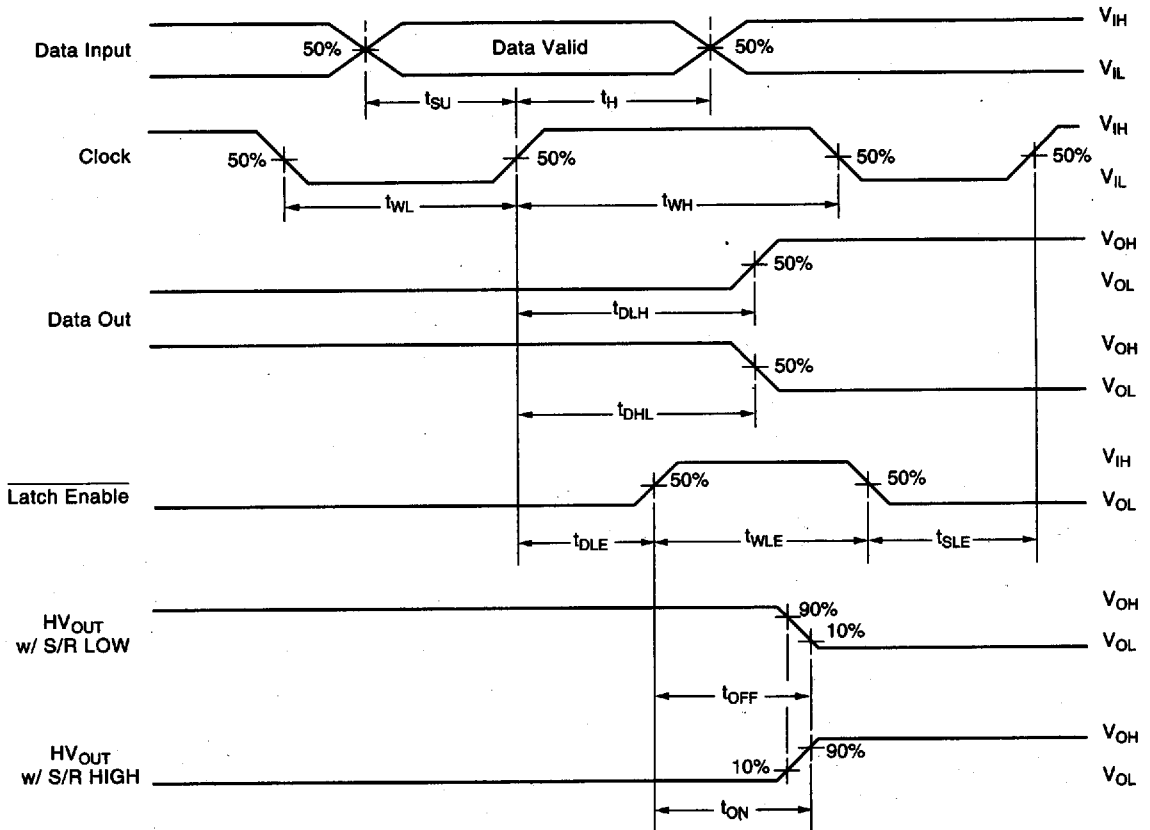 V_IH
Data Input 50% Data Valid 50%
V_IL
t_SU t_H
V_IH
Clock 50% 50% 50% 50%
V_IL
t_WL t_WH
V_OH
50%
V_OL
Data Out t_DLH
V_OH
50%
V_OL
t_DHL
V_IH
Latch Enable 50% 50%
V_OL
t_DLE t_WLE t_SLE
HV_OUT 90% V_OH
w/ S/R LOW 10% V_OL
t_OFF
HV_OUT V_OH
90%
w/ S/R HIGH 10% V_OL
t_ON